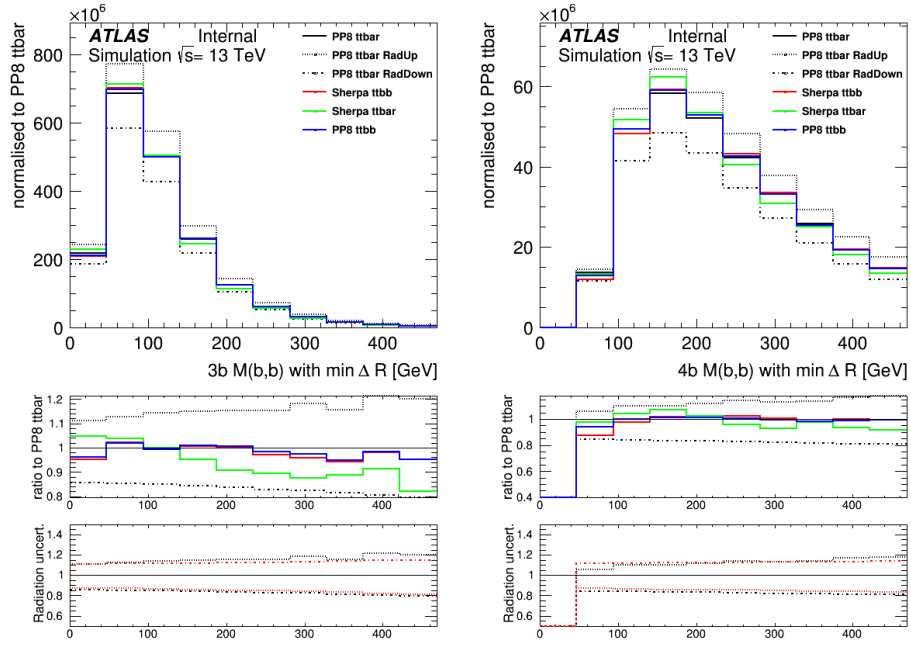 ×10⁶
ATLAS Internal
Simulation √s= 13 TeV
PP8 ttbar
PP8 ttbar RadUp
PP8 ttbar RadDown
Sherpa ttbb
Sherpa ttbar
PP8 ttbb
normalised to PP8 ttbar
800
600
400
200
0
0 100 200 300 400
3b M(b,b) with min Δ R [GeV]
ratio to PP8 ttbar
1.2
1.1
1
0.9
0.8
0 100 200 300 400
Radiation uncert.
1.4
1.2
1
0.8
0.6
0 100 200 300 400
×10⁶
ATLAS Internal
Simulation √s= 13 TeV
PP8 ttbar
PP8 ttbar RadUp
PP8 ttbar RadDown
Sherpa ttbb
Sherpa ttbar
PP8 ttbb
normalised to PP8 ttbar
60
40
20
0
0 100 200 300 400
4b M(b,b) with min Δ R [GeV]
ratio to PP8 ttbar
1
0.8
0.6
0.4
0 100 200 300 400
Radiation uncert.
1.4
1.2
1
0.8
0.6
0 100 200 300 400